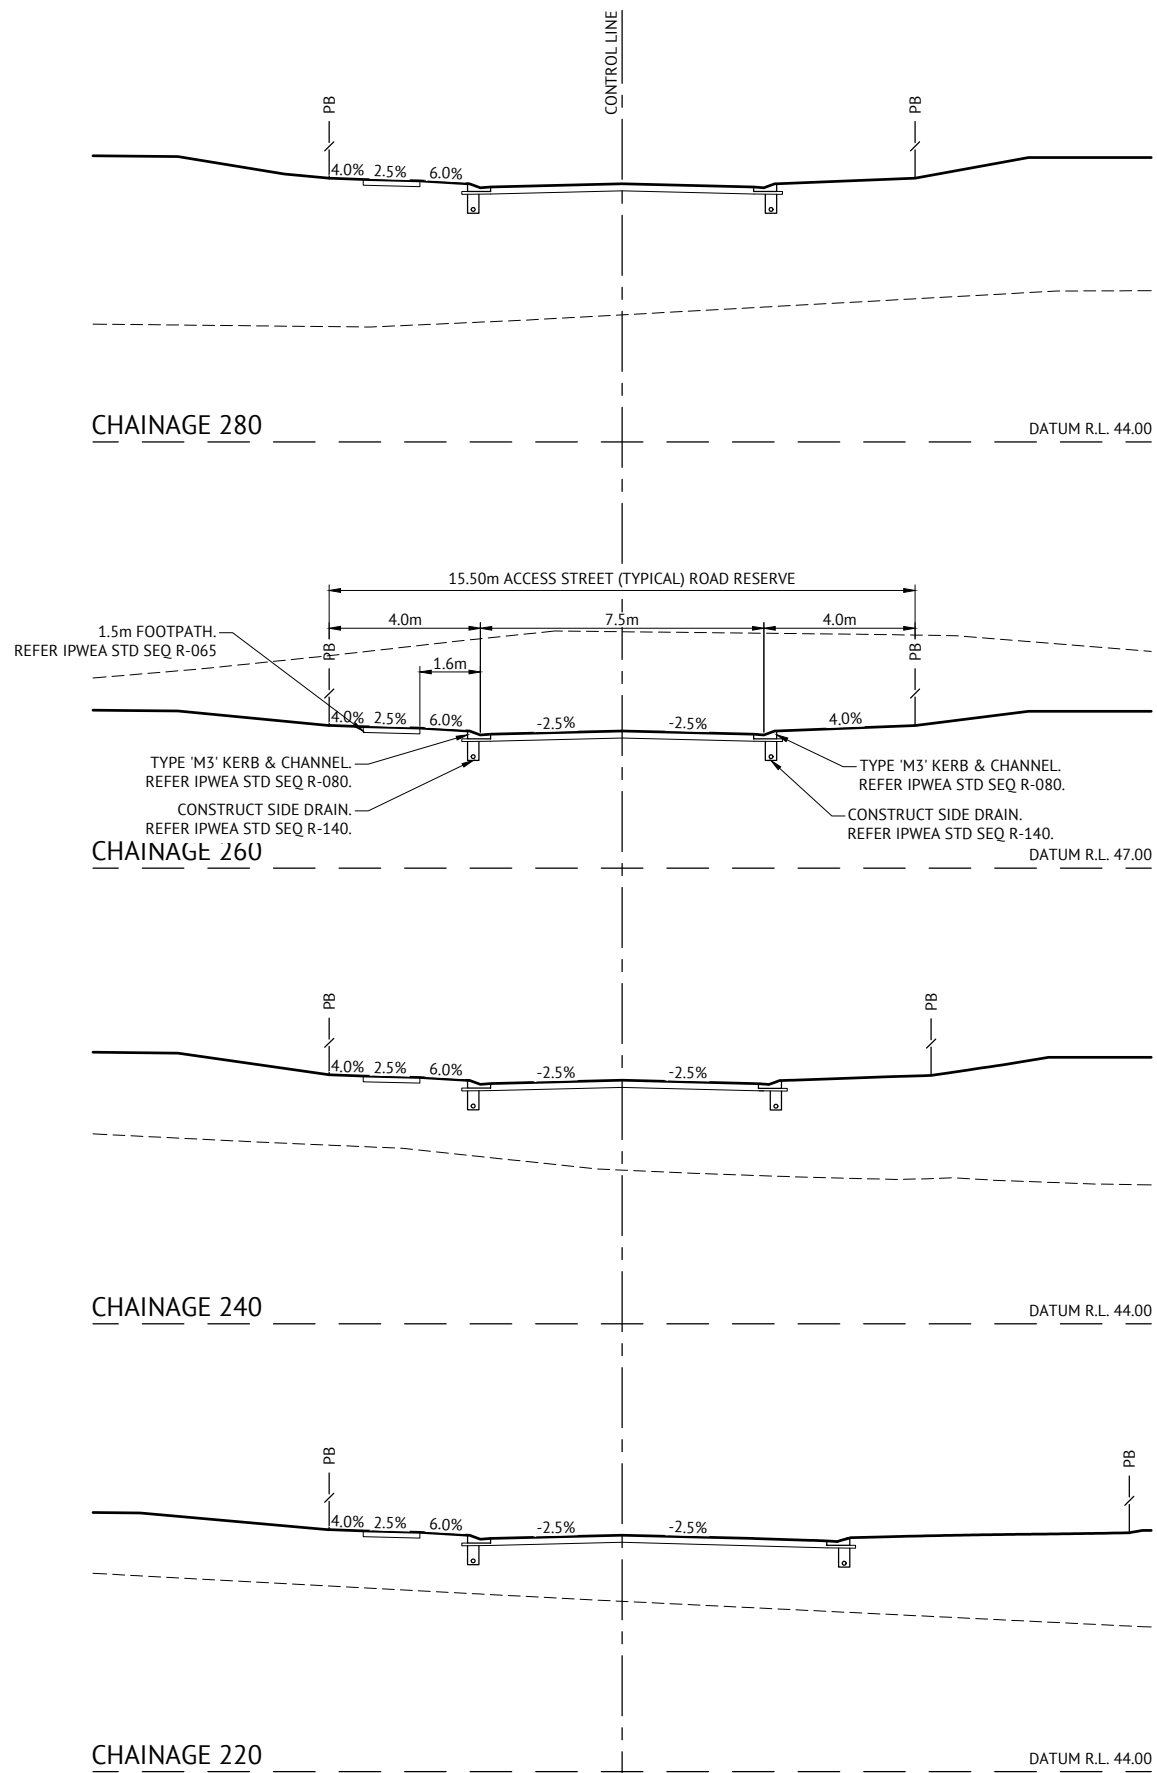 CONTROL LINE
PB
PB
4.0% 2.5% 6.0%
CHAINAGE 280
DATUM R.L. 44.00
15.50m ACCESS STREET (TYPICAL) ROAD RESERVE
4.0m
7.5m
4.0m
1.5m FOOTPATH.
REFER IPWEA STD SEQ R-065
PB
PB
1.6m
4.0% 2.5% 6.0%
-2.5%
-2.5%
4.0%
TYPE 'M3' KERB & CHANNEL.
REFER IPWEA STD SEQ R-080.
TYPE 'M3' KERB & CHANNEL.
REFER IPWEA STD SEQ R-080.
CONSTRUCT SIDE DRAIN.
REFER IPWEA STD SEQ R-140.
CONSTRUCT SIDE DRAIN.
REFER IPWEA STD SEQ R-140.
CHAINAGE 260
DATUM R.L. 47.00
PB
PB
4.0% 2.5% 6.0%
-2.5%
-2.5%
CHAINAGE 240
DATUM R.L. 44.00
PB
PB
4.0% 2.5% 6.0%
-2.5%
-2.5%
CHAINAGE 220
DATUM R.L. 44.00